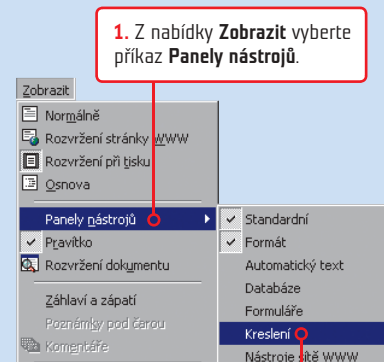 1. Z nabídky Zobrazit vyberte
příkaz Panely nástrojů.
Zobrazit
Normálně
Rozvržení stránky WWW
Rozvržení při tisku
Osnova
Panely nástrojů
Pravítko
Rozvržení dokumentu
Záhlaví a zápatí
Poznámky pod čarou
Komentáře
Standardní
Formát
Automatický text
Databáze
Formuláře
Kreslení
Nástroje sítě WWW